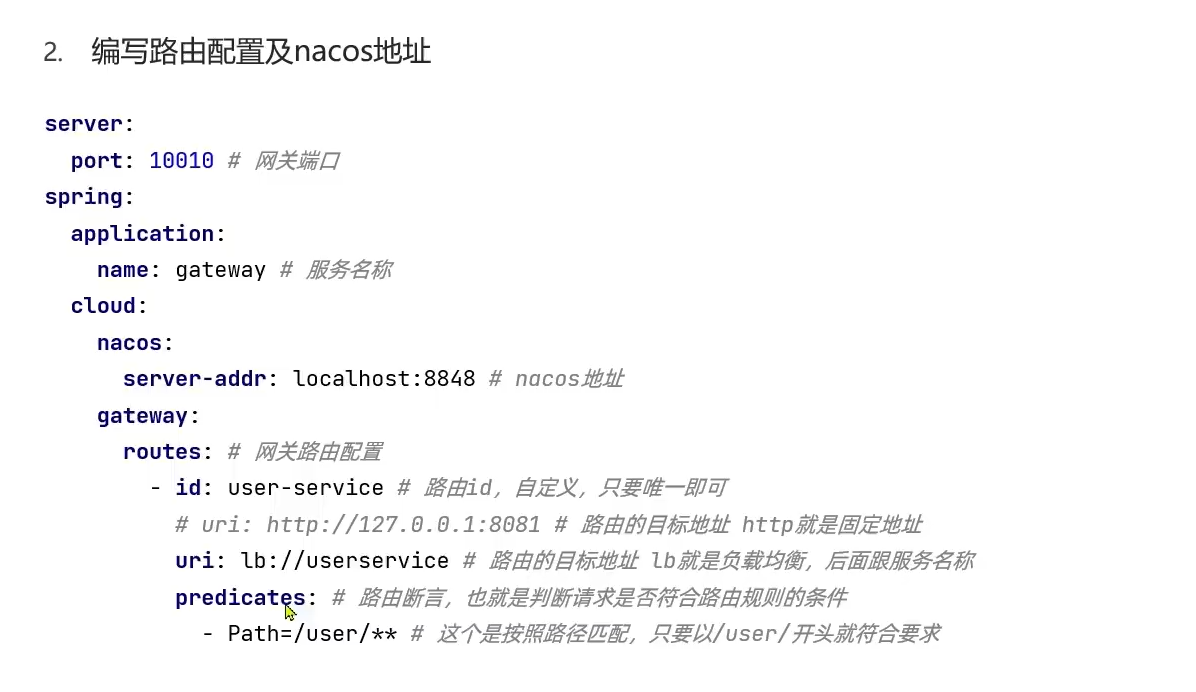 2. 编写路由配置及nacos地址
server:
  port: 10010 # 网关端口
spring:
  application:
    name: gateway # 服务名称
  cloud:
    nacos:
      server-addr: localhost:8848 # nacos地址
    gateway:
      routes: # 网关路由配置
        - id: user-service # 路由id，自定义，只要唯一即可
          # uri: http://127.0.0.1:8081 # 路由的目标地址 http就是固定地址
          uri: lb://userservice # 路由的目标地址 lb就是负载均衡，后面跟服务名称
          predicates: # 路由断言，也就是判断请求是否符合路由规则的条件
            - Path=/user/** # 这个是按照路径匹配，只要以/user/开头就符合要求